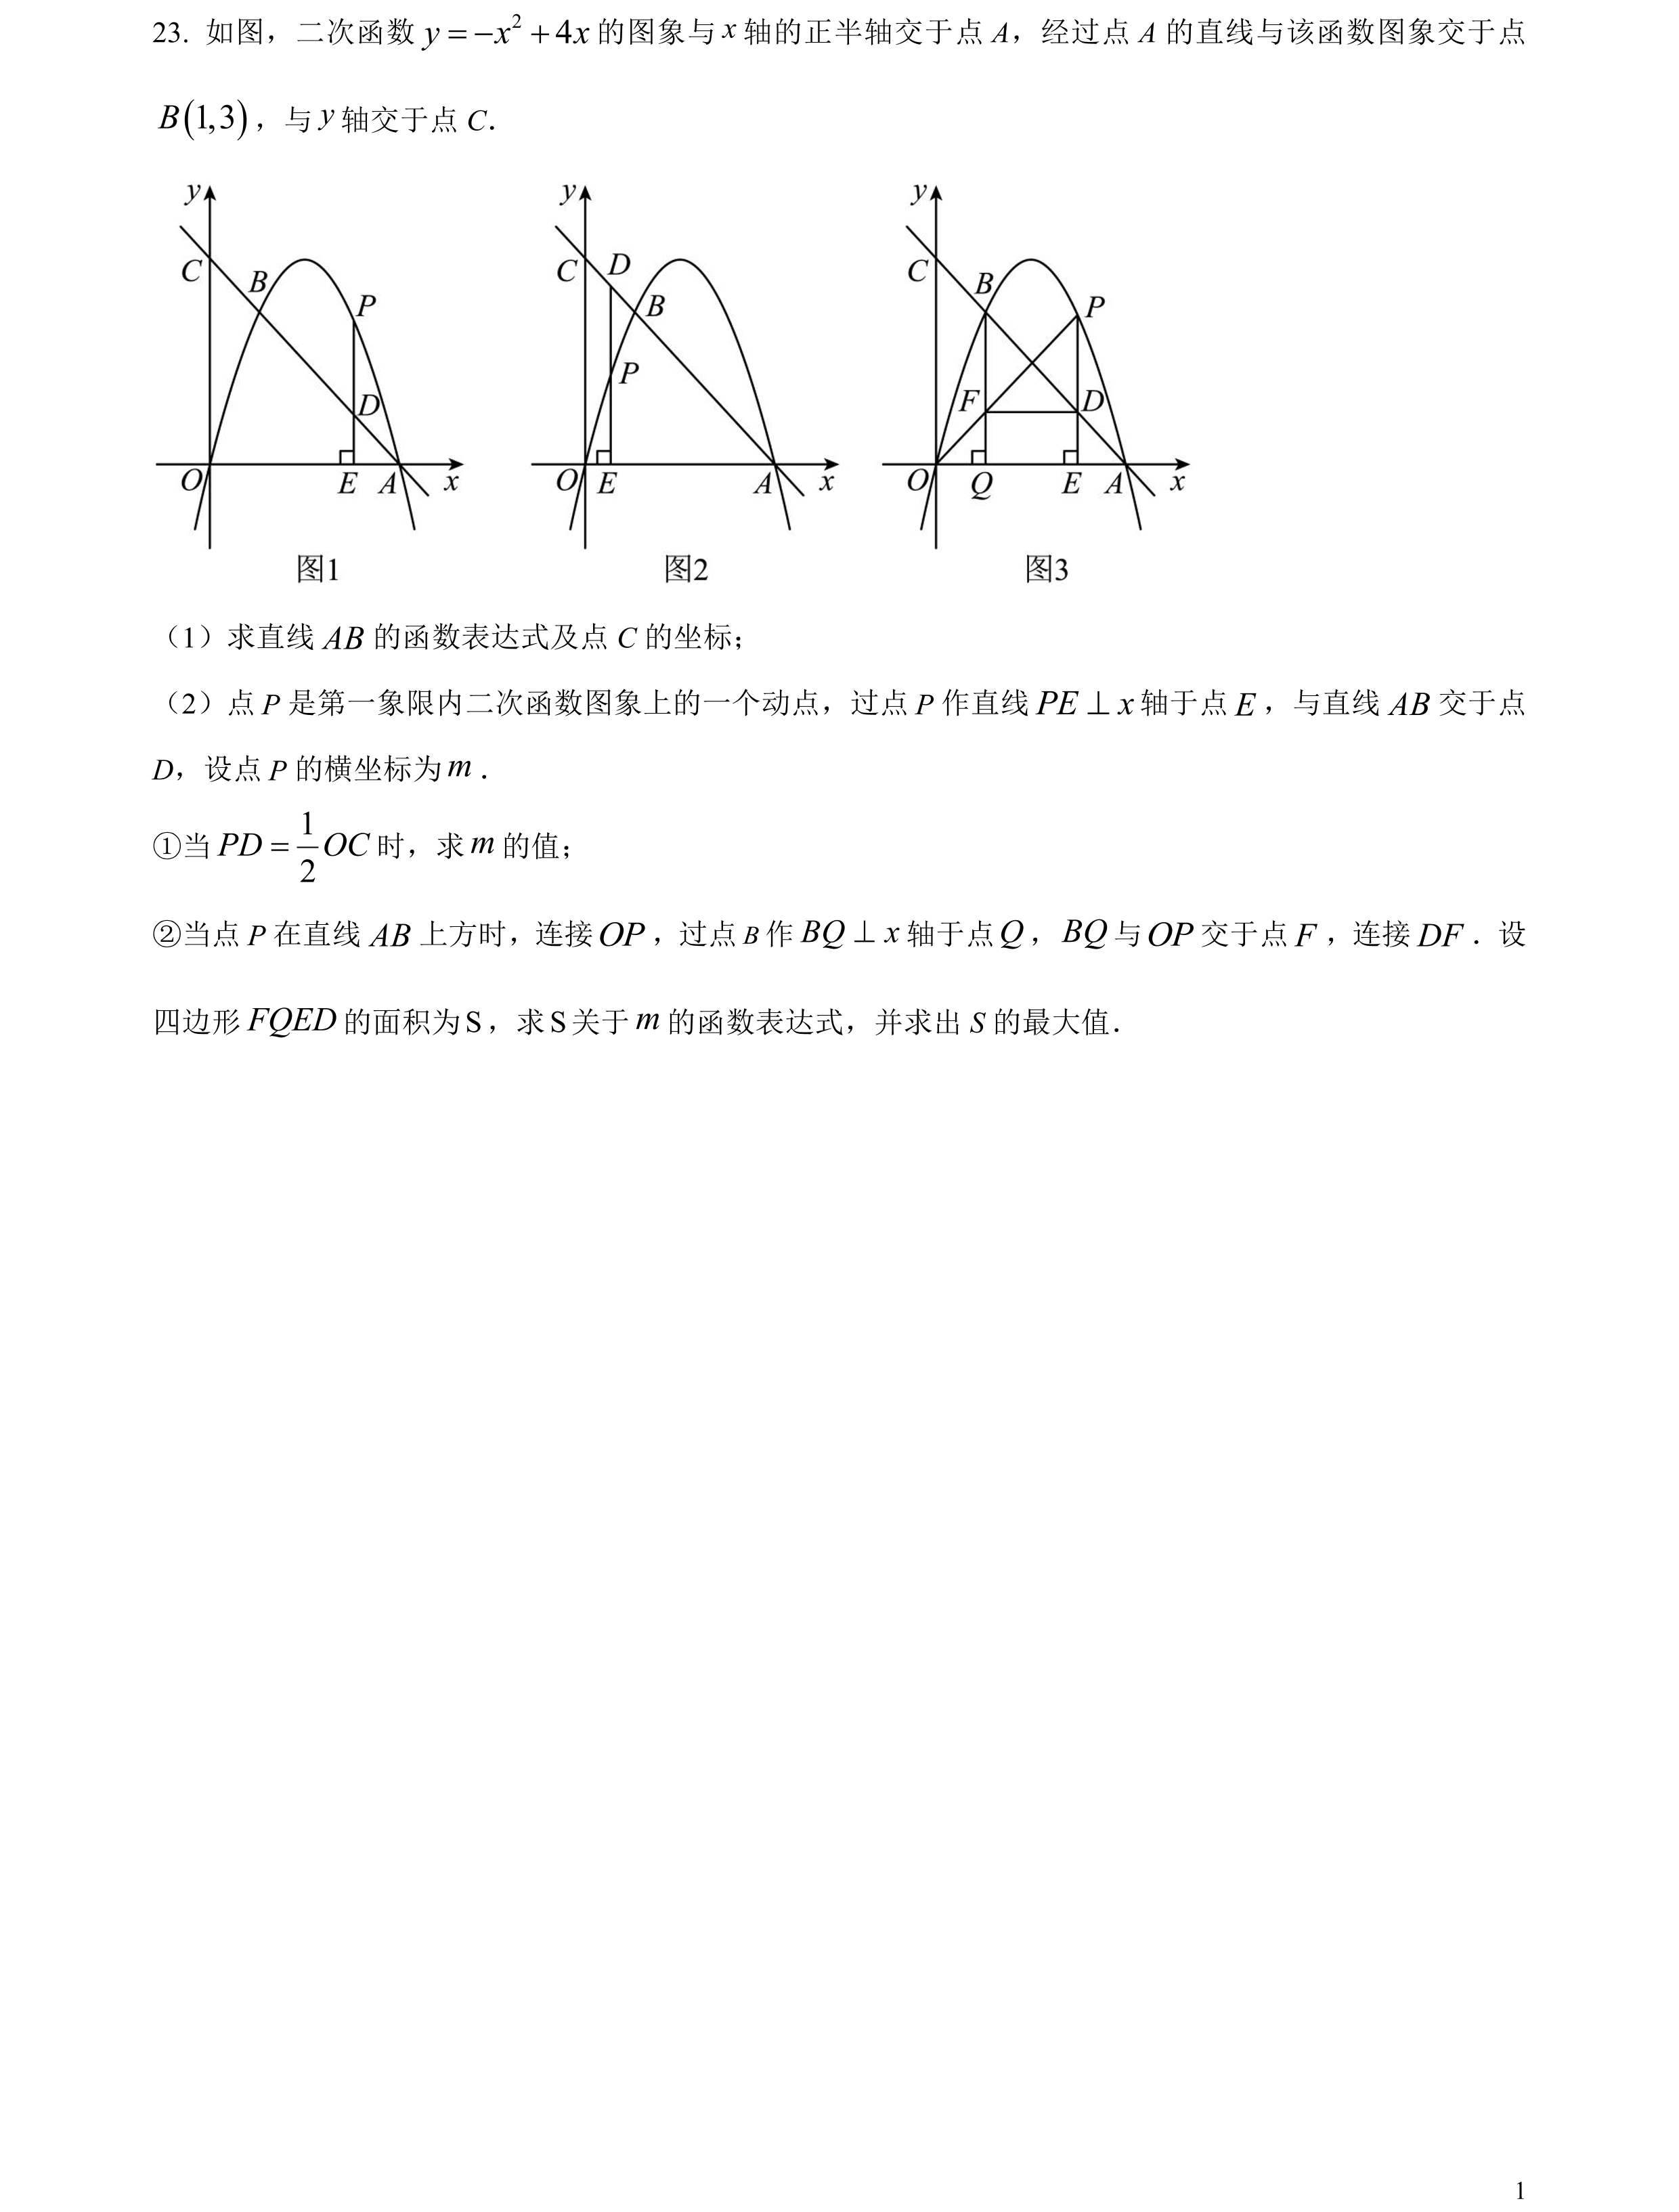 23. 如图，二次函数 y = −x² + 4x 的图象与 x 轴的正半轴交于点 A，经过点 A 的直线与该函数图象交于点
B(1,3)，与 y 轴交于点 C．
y y y
C B P D C B P C B P
D F D
O E A x O E A x O Q E A x
图1 图2 图3
（1）求直线 AB 的函数表达式及点 C 的坐标；
（2）点 P 是第一象限内二次函数图象上的一个动点，过点 P 作直线 PE ⊥ x 轴于点 E，与直线 AB 交于点
D，设点 P 的横坐标为 m．
①当 PD = 1/2 OC 时，求 m 的值；
②当点 P 在直线 AB 上方时，连接 OP，过点 B 作 BQ ⊥ x 轴于点 Q，BQ 与 OP 交于点 F，连接 DF．设
四边形 FQED 的面积为 S，求 S 关于 m 的函数表达式，并求出 S 的最大值．
1